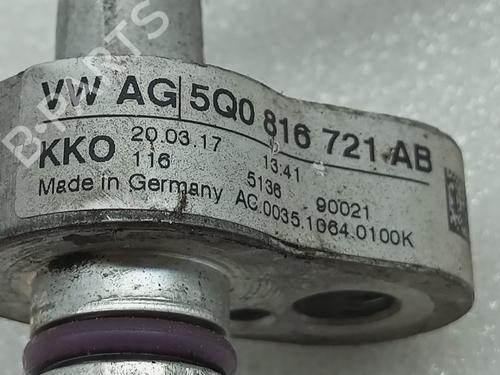 VW AG 5Q0 816 721 AB
KKO 20.03.17 13:41
116 5136 90021
Made in Germany AC.0035.1064.0100K
B-PARTS